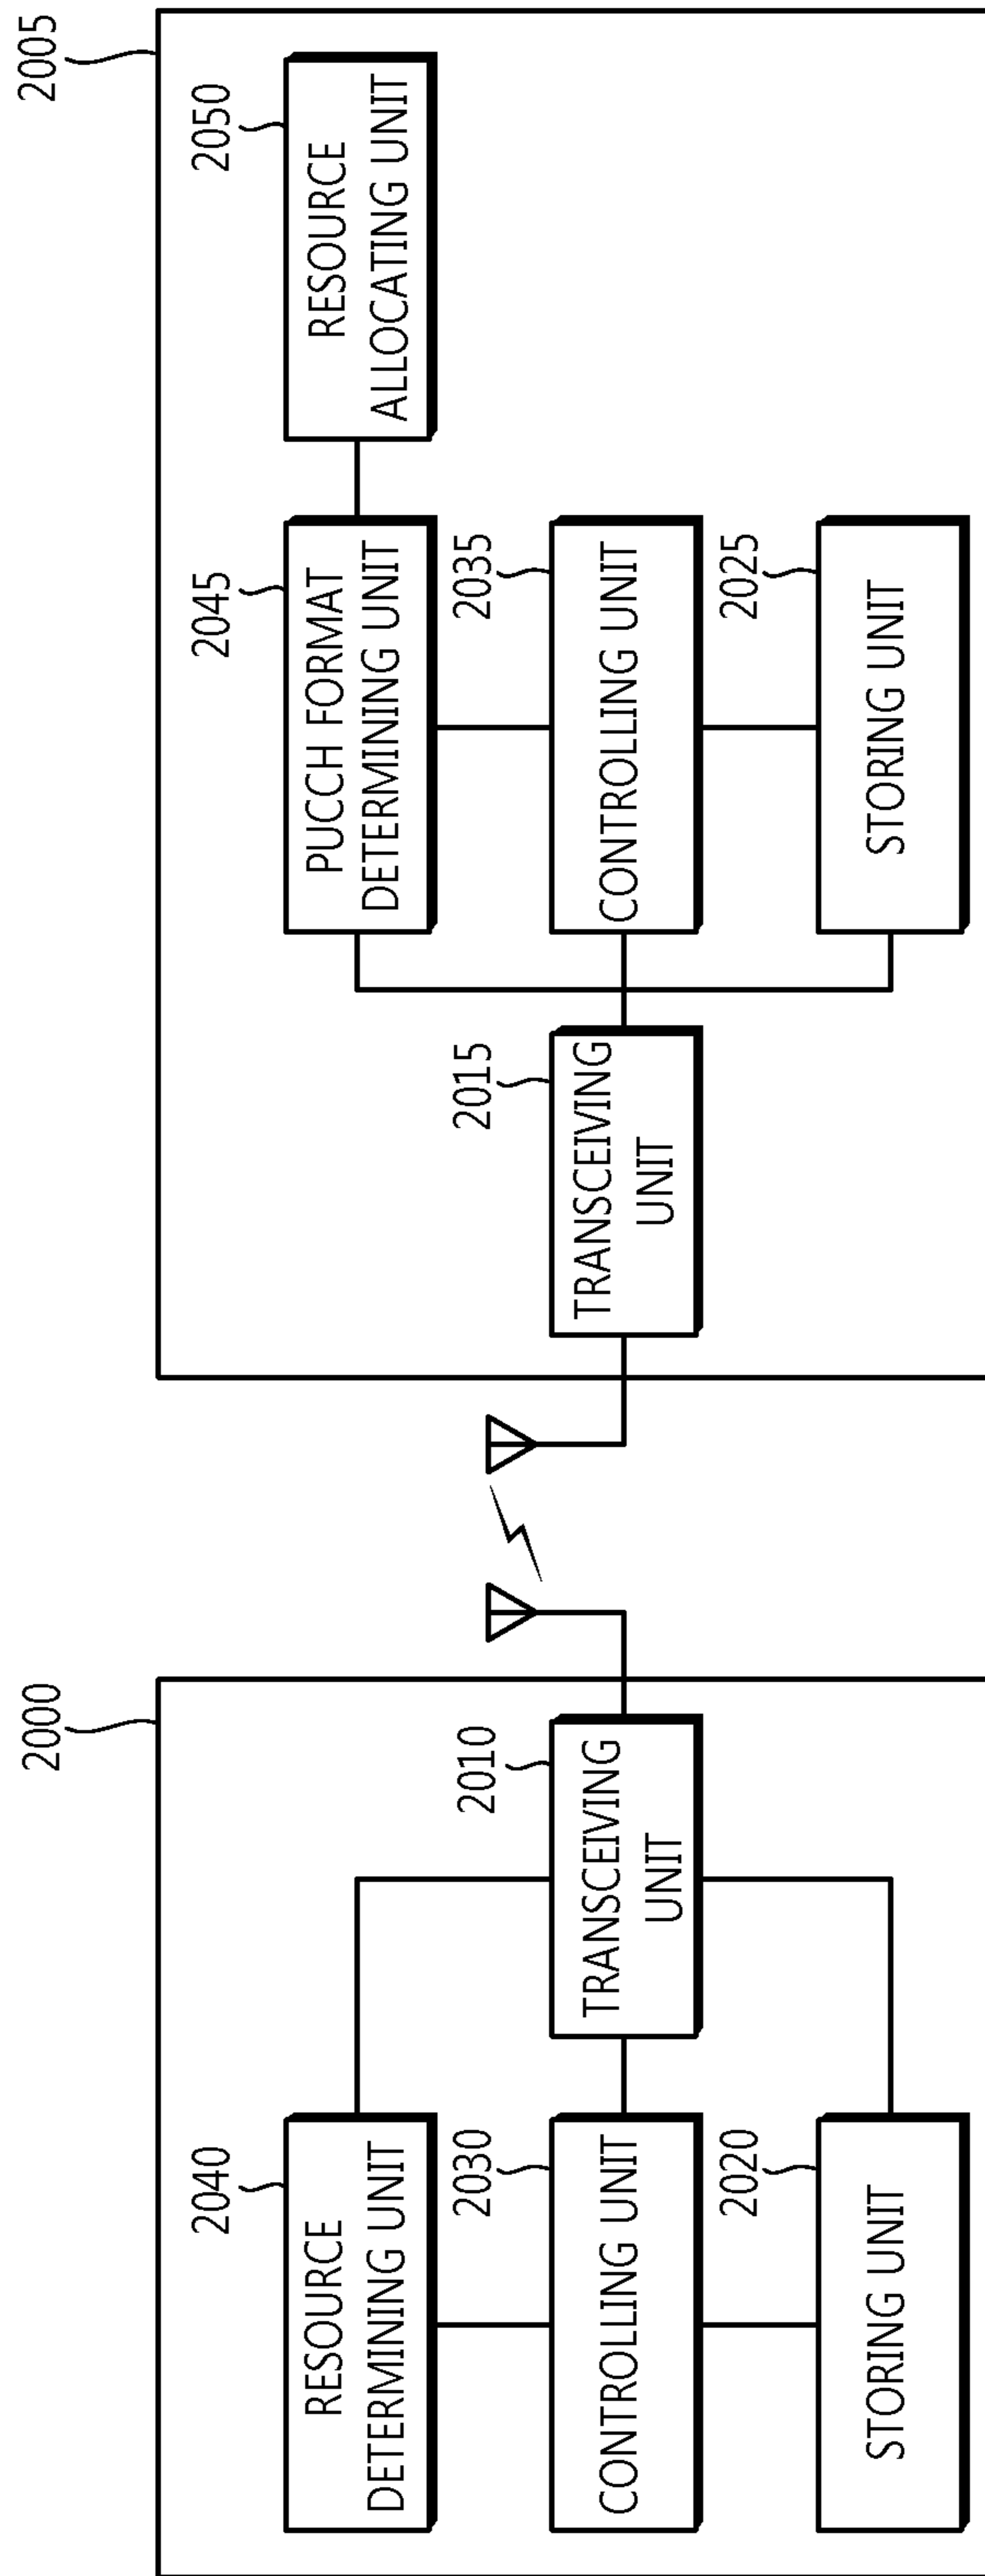 2000
2040
RESOURCE
DETERMINING UNIT
2030
CONTROLLING UNIT
2020
STORING UNIT
2010
TRANSCEIVING
UNIT
2005
2015
TRANSCEIVING
UNIT
2045
PUCCH FORMAT
DETERMINING UNIT
2035
CONTROLLING UNIT
2025
STORING UNIT
2050
RESOURCE
ALLOCATING UNIT